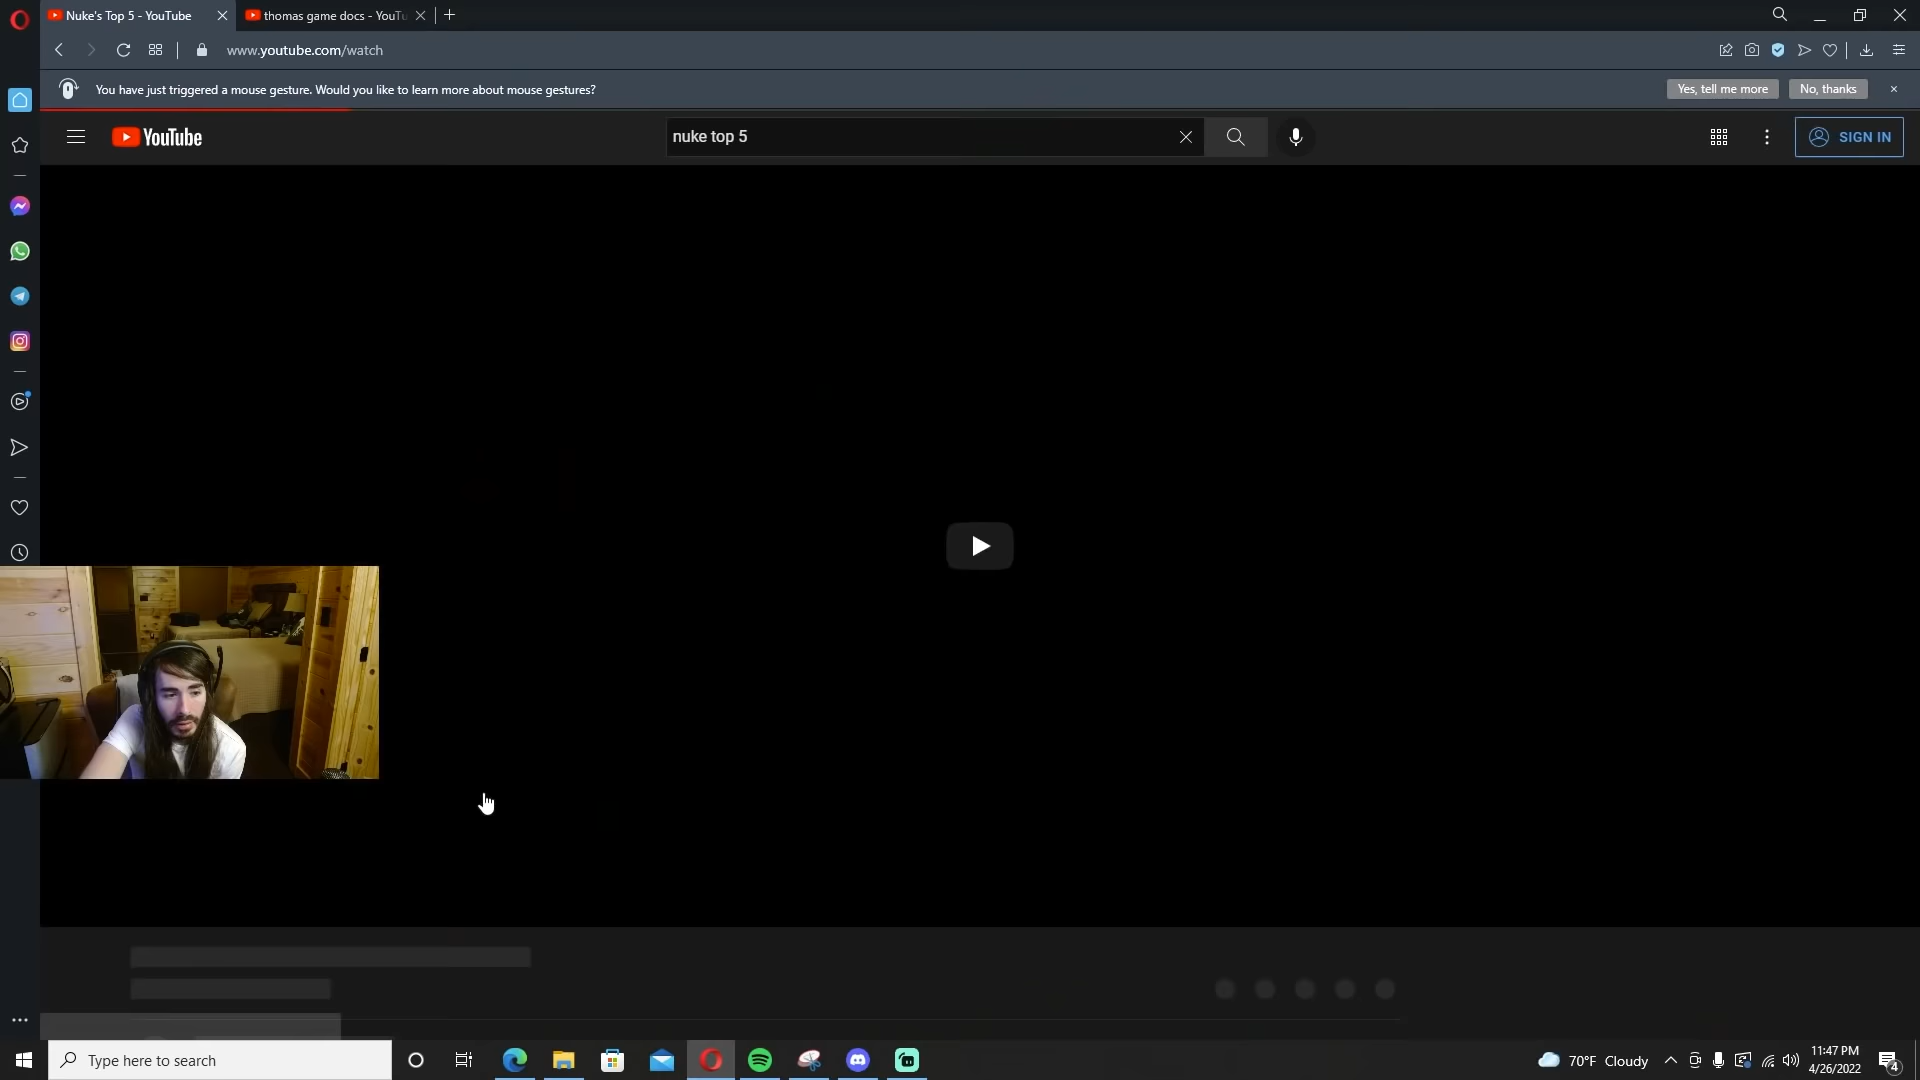 Nuke's Top 5 - YouTube
thomas game docs - YouTu
www.youtube.com/watch
You have just triggered a mouse gesture. Would you like to learn more about mouse gestures?
Yes, tell me more
No, thanks
YouTube
nuke top 5
SIGN IN
Type here to search
70°F Cloudy
11:47 PM
4/26/2022
4